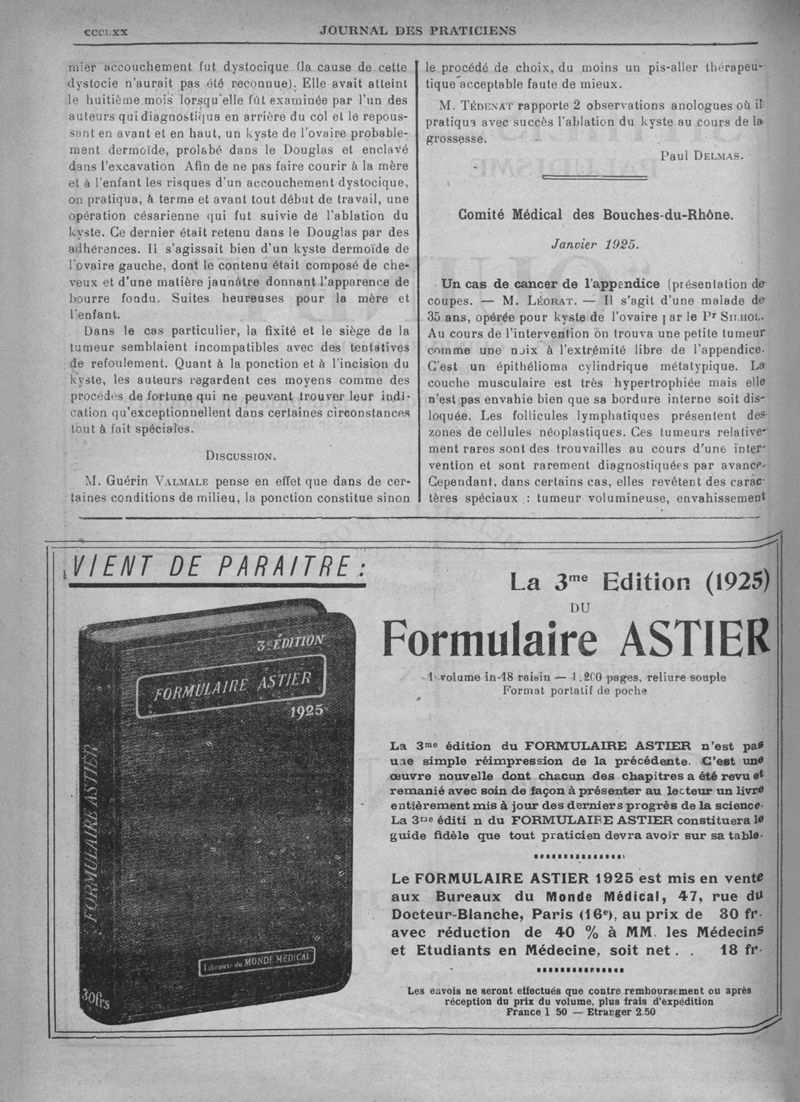 CCCLXX
JOURNAL DES PRATICIENS
mier accouchement fut dystocique (la cause de cette
dystocie n'aurait pas été reconnue). Elle avait atteint
le huitième mois lorsqu'elle fût examinée par l'un des
auteurs qui diagnostiqua en arrière du col et le repous-
sant en avant et en haut, un kyste de l'ovaire probable-
ment dermoïde, prolabé dans le Douglas et enclavé
dans l'excavation Afin de ne pas faire courir à la mère
et à l'enfant les risques d'un accouchement dystocique,
on pratiqua, à terme et avant tout début de travail, une
opération césarienne qui fut suivie de l'ablation du
kyste. Ce dernier était retenu dans le Douglas par des
adhérences. Il s'agissait bien d'un kyste dermoïde de
l'ovaire gauche, dont le contenu était composé de che-
veux et d'une matière jaunâtre donnant l'apparence de
bourre fondu. Suites heureuses pour la mère et
l'enfant.
Dans le cas particulier, la fixité et le siège de la
tumeur semblaient incompatibles avec des tentatives
de refoulement. Quant à la ponction et à l'incision du
kyste, les auteurs regardent ces moyens comme des
procédés de fortune qui ne peuvent trouver leur indi-
cation qu'exceptionnellent dans certaines circonstances
tout à fait spéciales.
DISCUSSION.
M. Guérin VALMALE pense en effet que dans de cer-
taines conditions de milieu, la ponction constitue sinon
le procédé de choix, du moins un pis-aller thérapeu-
tique acceptable faute de mieux.
M. TÉDENAT rapporte 2 observations anologues où il
pratiqua avec succès l'ablation du kyste au cours de la
grossesse.
Paul DELMAS.
Comité Médical des Bouches-du-Rhône.
Janvier 1925.
Un cas de cancer de l'appendice (présentation de
coupes. — M. LÉORAT. — Il s'agit d'une malade de
35 ans, opérée pour kyste de l'ovaire par le Pr SILHOL.
Au cours de l'intervention on trouva une petite tumeur
comme une noix à l'extrémité libre de l'appendice.
C'est un épithélioma cylindrique métatypique. La
couche musculaire est très hypertrophiée mais elle
n'est pas envahie bien que sa bordure interne soit dis-
loquée. Les follicules lymphatiques présentent des
zones de cellules néoplastiques. Ces tumeurs relative-
ment rares sont des trouvailles au cours d'une inter-
vention et sont rarement diagnostiquées par avance.
Cependant, dans certains cas, elles revêtent des carac-
tères spéciaux : tumeur volumineuse, envahissement
VIENT DE PARAITRE :
3me ÉDITION
FORMULAIRE ASTIER
1925
FORMULAIRE ASTIER
Librairie du MONDE MÉDICAL
30frs
La 3me Edition (1925)
DU
Formulaire ASTIER
1 volume in-18 raisin — 1.200 pages, reliure souple
Format portatif de poche
La 3me édition du FORMULAIRE ASTIER n'est pas
une simple réimpression de la précédente. C'est une
œuvre nouvelle dont chacun des chapitres a été revu et
remanié avec soin de façon à présenter au lecteur un livre
entièrement mis à jour des derniers progrès de la science.
La 3me éditi n du FORMULAIRE ASTIER constituera le
guide fidèle que tout praticien devra avoir sur sa table.
Le FORMULAIRE ASTIER 1925 est mis en vente
aux Bureaux du Monde Médical, 47, rue du
Docteur-Blanche, Paris (16e), au prix de 30 fr.
avec réduction de 40 % à MM. les Médecins
et Etudiants en Médecine, soit net . . 18 fr.
Les envois ne seront effectués que contre remboursement ou après
réception du prix du volume, plus frais d'expédition
France 1 50 — Etranger 2.50